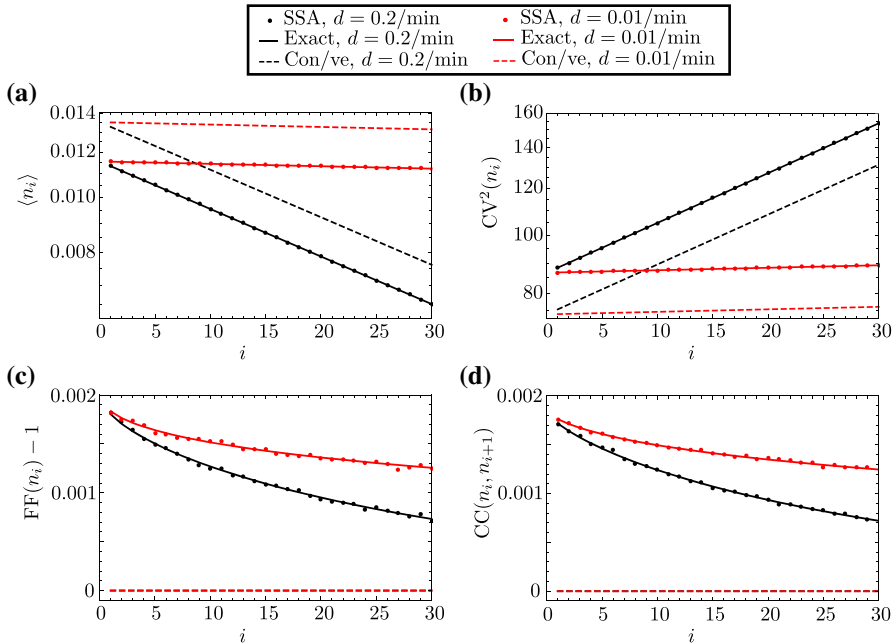 SSA, d = 0.2/min SSA, d = 0.01/min
Exact, d = 0.2/min Exact, d = 0.01/min
Con/ve, d = 0.2/min Con/ve, d = 0.01/min
(a)
0.014
0.012
0.010
0.008
⟨n_i⟩
0 5 10 15 20 25 30
i
(b)
160
140
120
100
80
CV²(n_i)
0 5 10 15 20 25 30
i
(c)
0.002
0.001
0
FF(n_i) − 1
0 5 10 15 20 25 30
i
(d)
0.002
0.001
0
CC(n_i, n_{i+1})
0 5 10 15 20 25 30
i